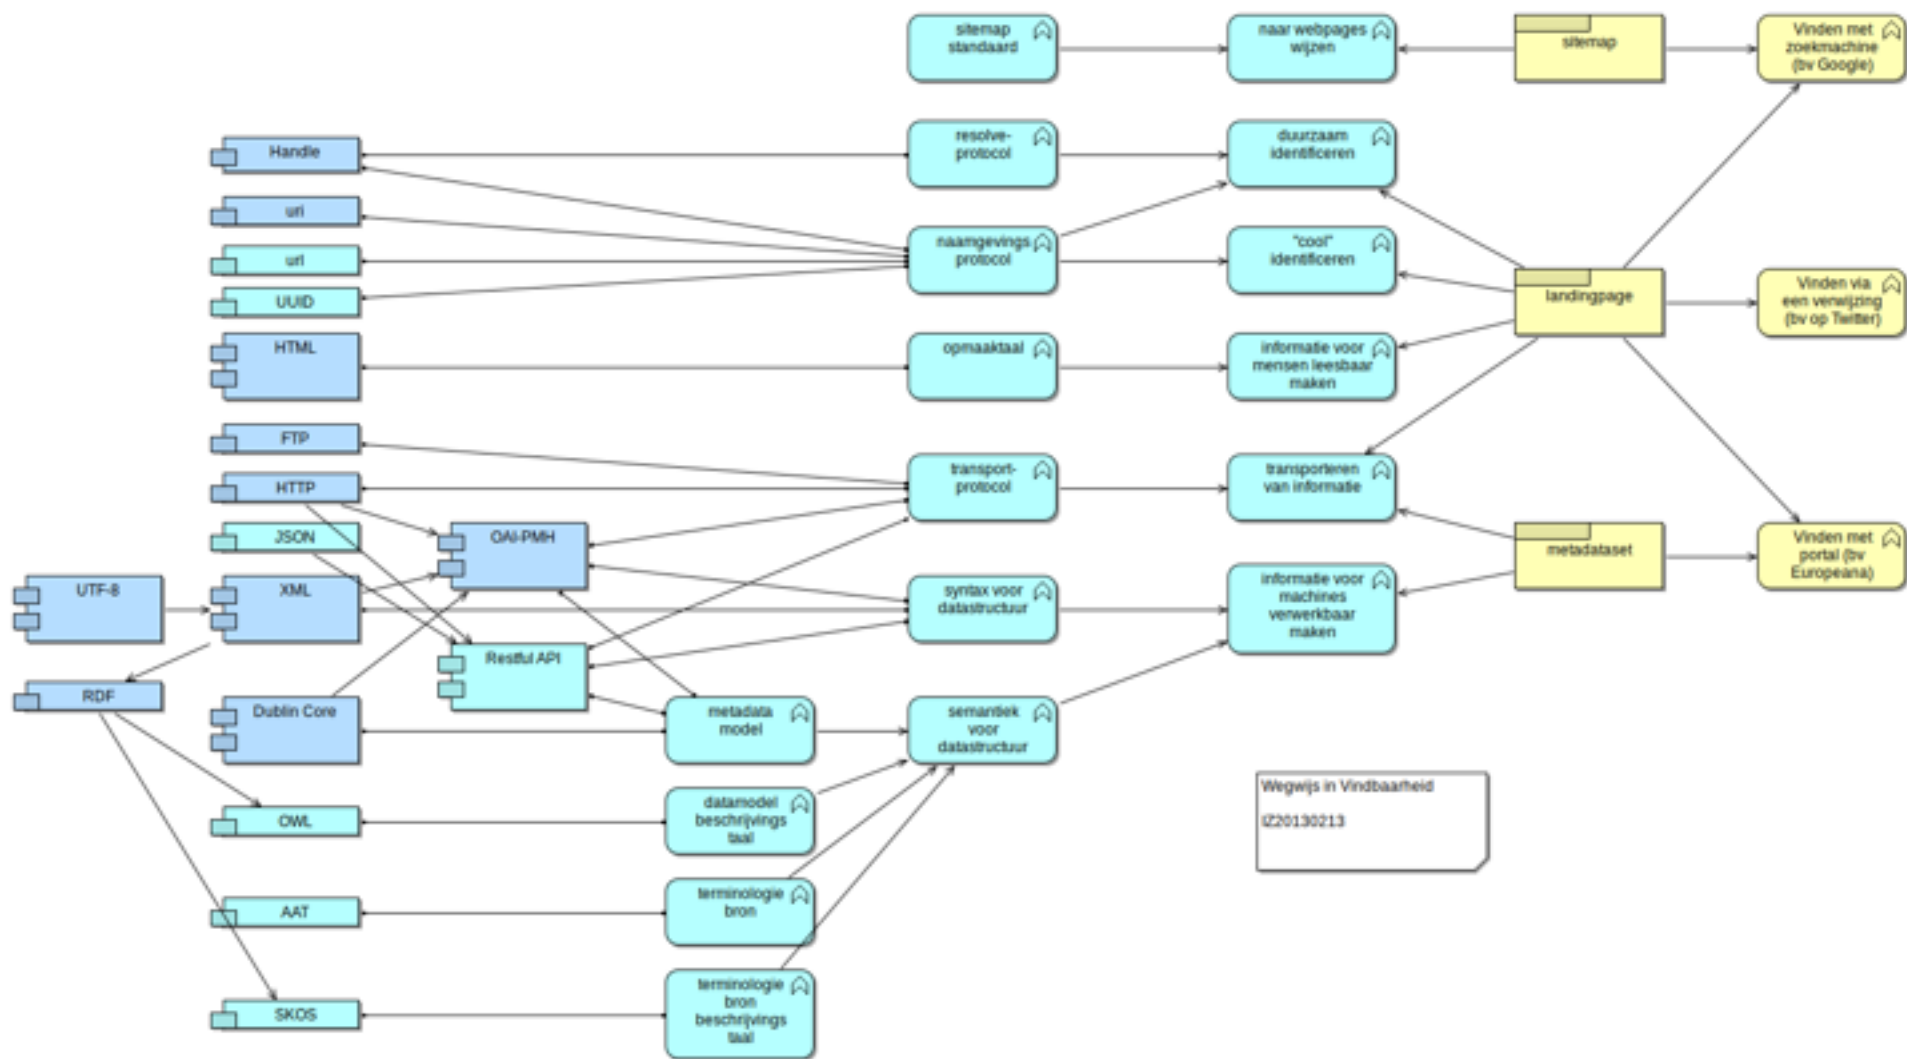 sitemap
standaard
naar webpages
wijzen
sitemap
Vinden met
zoekmachine
(bv Google)
Handle
resolve-
protocol
duurzaam
identificeren
uri
naamgevings
protocol
"cool"
identificeren
url
UUID
landingpage
Vinden via
een verwijzing
(bv op Twitter)
HTML
opmaaktaal
informatie voor
mensen leesbaar
maken
FTP
HTTP
transport-
protocol
transporteren
van informatie
JSON
OAI-PMH
metadataset
Vinden met
portal (bv
Europeana)
UTF-8
XML
syntax voor
datastructuur
informatie voor
machines
verwerkbaar
maken
Restful API
RDF
Dublin Core
metadata
model
semantiek
voor
datastructuur
Wegwijs in Vindbaarheid
IZ20130213
OWL
datamodel
beschrijvings
taal
AAT
terminologie
bron
SKOS
terminologie
bron
beschrijvings
taal